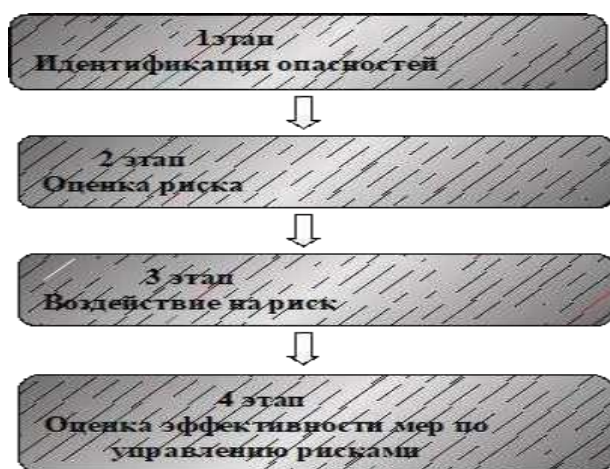 1этап
Идентификация опасностей
2 этап
Оценка риска
3 этап
Воздействие на риск
4 этап
Оценка эффективности мер по
управлению рисками